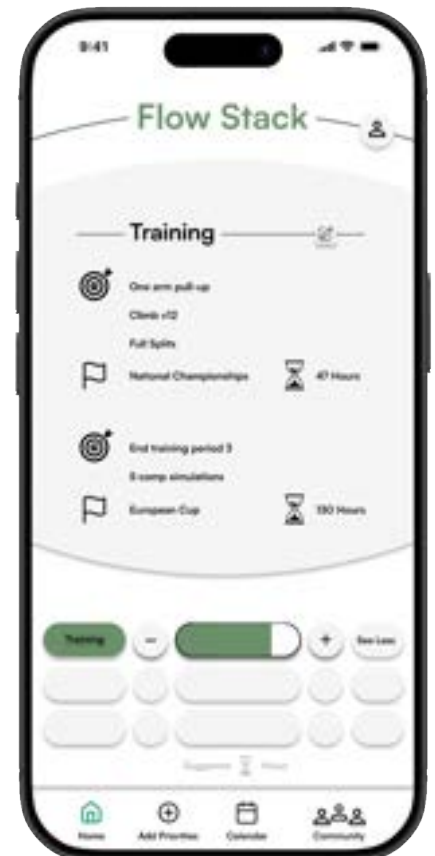 9:41
Flow Stack
Training
One arm pull-up
Climb v12
Full Splits
National Championships 47 Hours
End training period 3
5 comp simulations
European Cup 130 Hours
Training − + See Less
Home Add Priorities Calendar Community